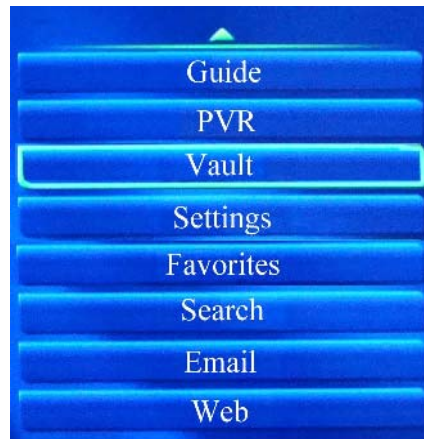 Guide
PVR
Vault
Settings
Favorites
Search
Email
Web